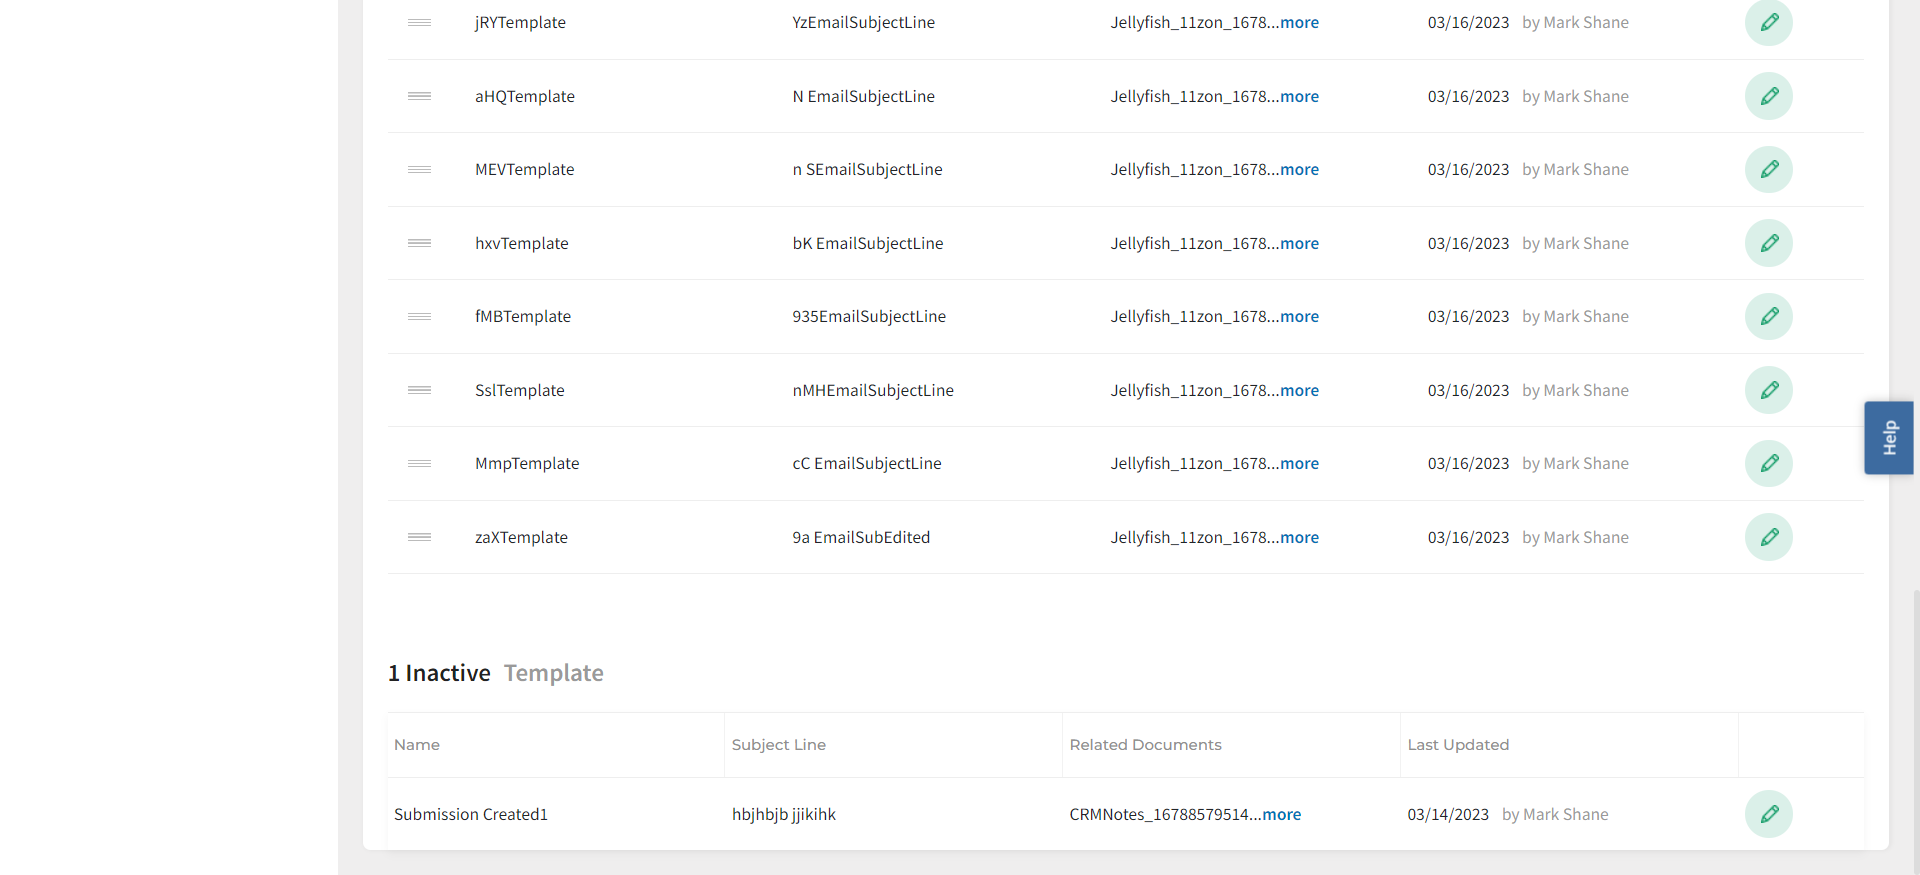 jRYTemplate YzEmailSubjectLine Jellyfish_11zon_1678...more 03/16/2023 by Mark Shane
aHQTemplate N EmailSubjectLine Jellyfish_11zon_1678...more 03/16/2023 by Mark Shane
MEVTemplate n SEmailSubjectLine Jellyfish_11zon_1678...more 03/16/2023 by Mark Shane
hxvTemplate bK EmailSubjectLine Jellyfish_11zon_1678...more 03/16/2023 by Mark Shane
fMBTemplate 935EmailSubjectLine Jellyfish_11zon_1678...more 03/16/2023 by Mark Shane
SslTemplate nMHEmailSubjectLine Jellyfish_11zon_1678...more 03/16/2023 by Mark Shane
Help
MmpTemplate cC EmailSubjectLine Jellyfish_11zon_1678...more 03/16/2023 by Mark Shane
zaXTemplate 9a EmailSubEdited Jellyfish_11zon_1678...more 03/16/2023 by Mark Shane
1 Inactive Template
Name Subject Line Related Documents Last Updated
Submission Created1 hbjhbjb jjikihk CRMNotes_16788579514...more 03/14/2023 by Mark Shane